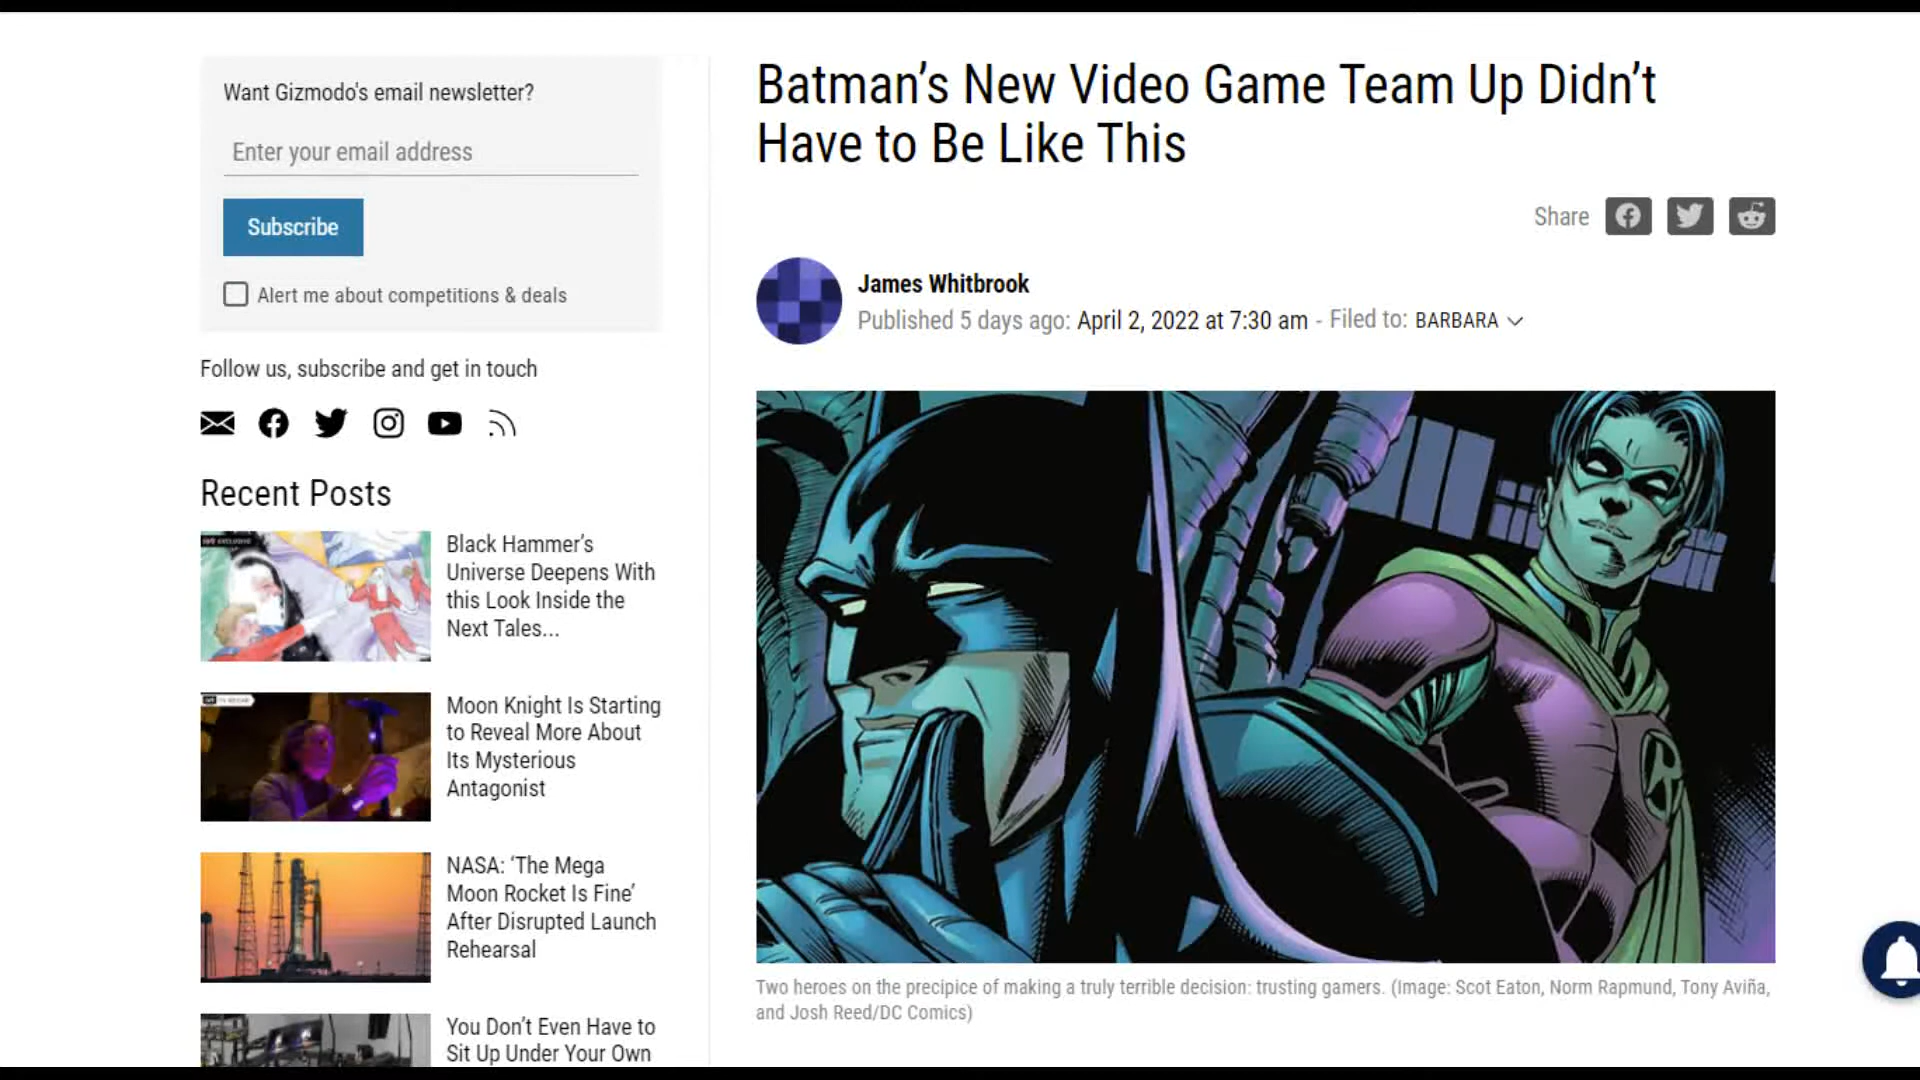 Want Gizmodo's email newsletter?
Enter your email address
Subscribe
Alert me about competitions & deals
Follow us, subscribe and get in touch
Recent Posts
Black Hammer’s
Universe Deepens With
this Look Inside the
Next Tales...
Moon Knight Is Starting
to Reveal More About
Its Mysterious
Antagonist
NASA: ‘The Mega
Moon Rocket Is Fine’
After Disrupted Launch
Rehearsal
You Don’t Even Have to
Sit Up Under Your Own
Batman’s New Video Game Team Up Didn’t
Have to Be Like This
Share
James Whitbrook
Published 5 days ago: April 2, 2022 at 7:30 am - Filed to: BARBARA
R
Two heroes on the precipice of making a truly terrible decision: trusting gamers. (Image: Scot Eaton, Norm Rapmund, Tony Aviña,
and Josh Reed/DC Comics)